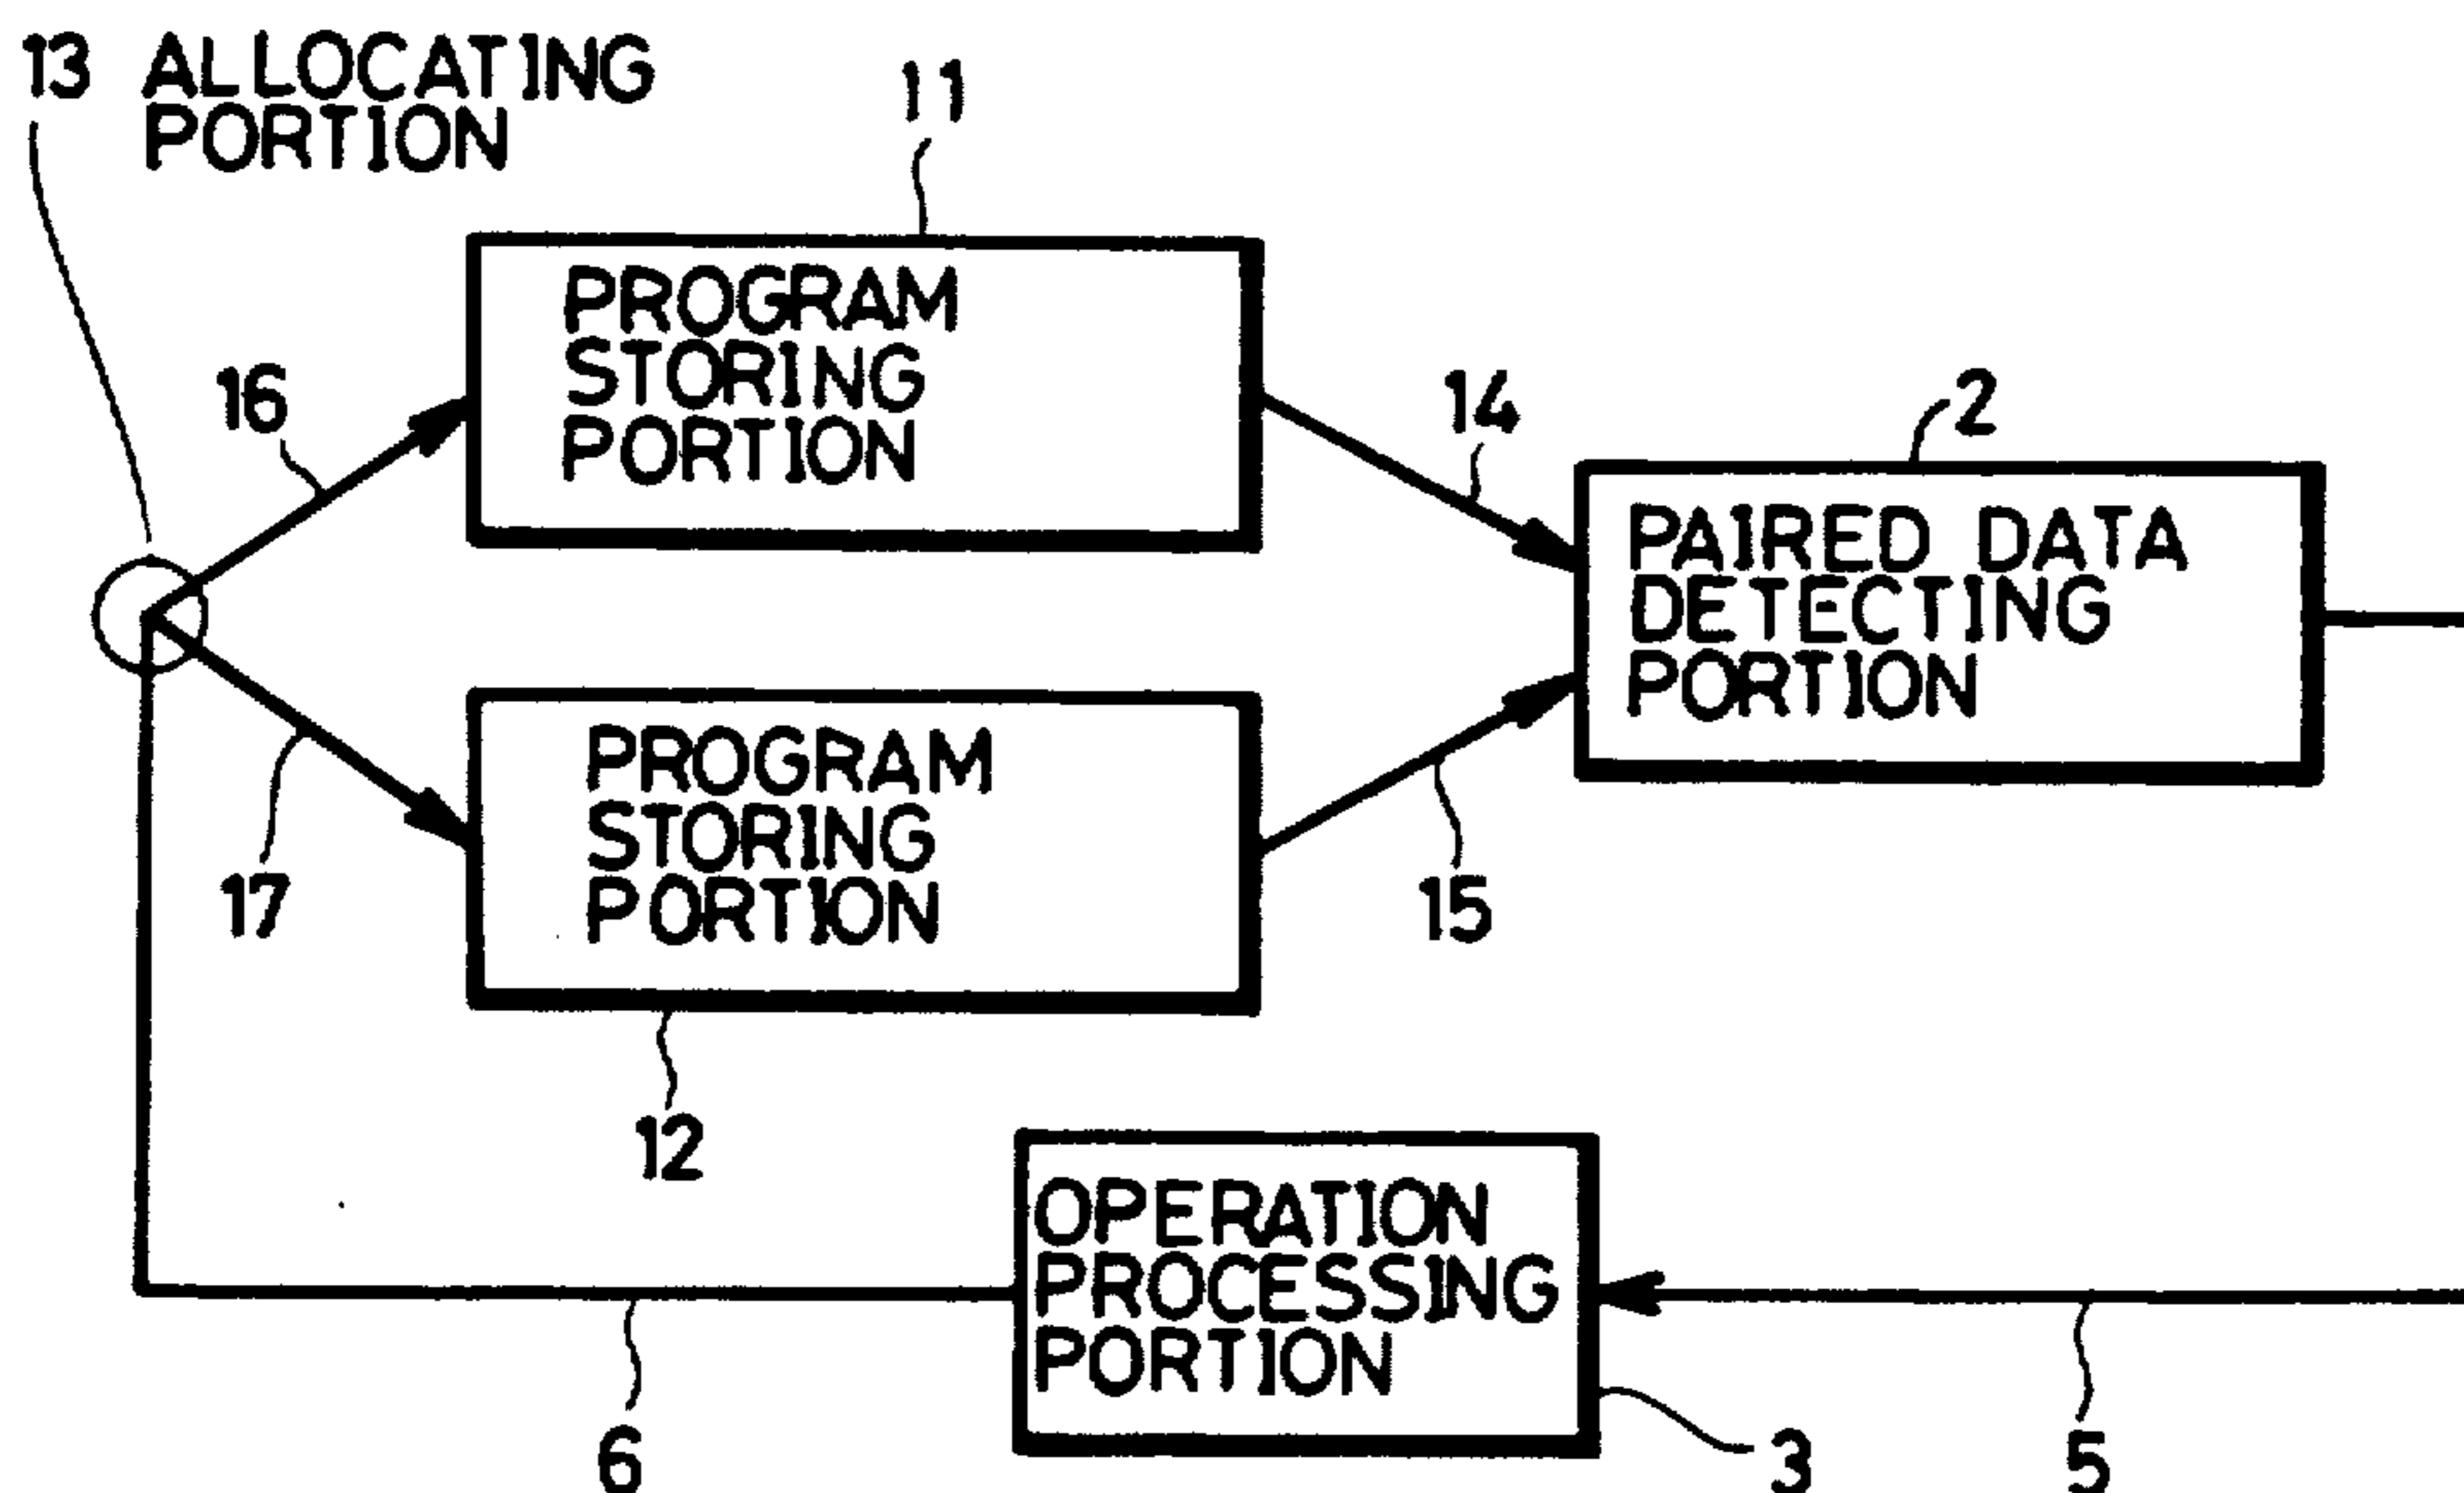 13 ALLOCATING
PORTION
11
PROGRAM
STORING
PORTION
16
14
2
PAIRED DATA
DETECTING
PORTION
PROGRAM
STORING
PORTION
17
15
12
OPERATION
PROCESSING
PORTION
6
3
5